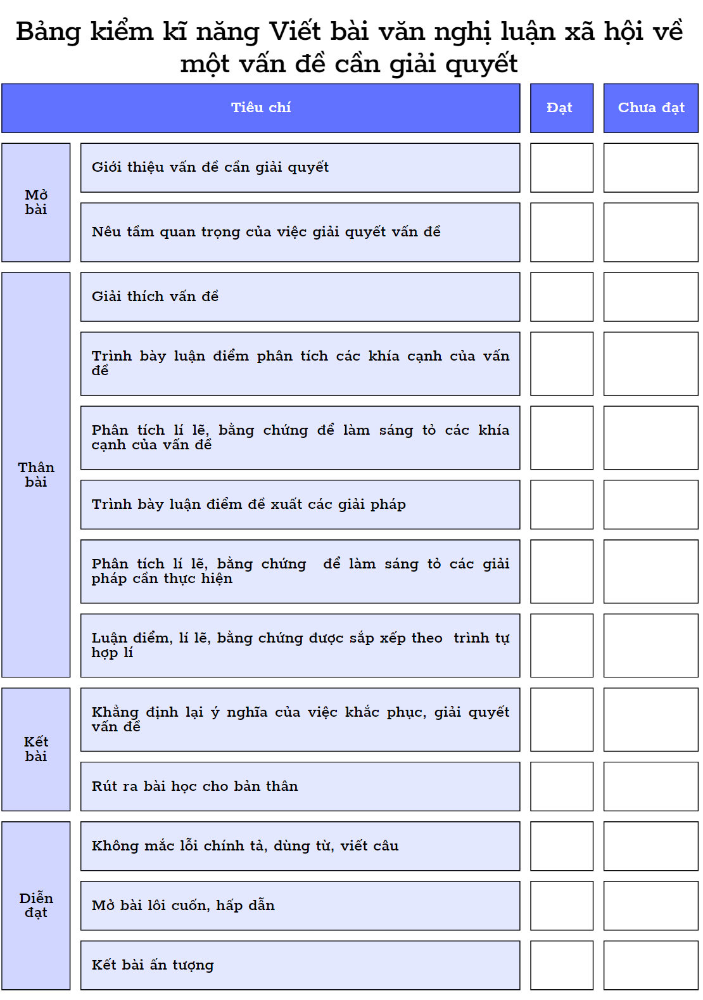 Bảng kiểm kĩ năng Viết bài văn nghị luận xã hội về
một vấn đề cần giải quyết
Tiêu chí
Đạt
Chưa đạt
Mở
bài
Giới thiệu vấn đề cần giải quyết
Nêu tầm quan trọng của việc giải quyết vấn đề
Thân
bài
Giải thích vấn đề
Trình bày luận điểm phân tích các khía cạnh của vấn
đề
Phân tích lí lẽ, bằng chứng để làm sáng tỏ các khía
cạnh của vấn đề
Trình bày luận điểm đề xuất các giải pháp
Phân tích lí lẽ, bằng chứng để làm sáng tỏ các giải
pháp cần thực hiện
Luận điểm, lí lẽ, bằng chứng được sắp xếp theo trình tự
hợp lí
Kết
bài
Khẳng định lại ý nghĩa của việc khắc phục, giải quyết
vấn đề
Rút ra bài học cho bản thân
Diễn
đạt
Không mắc lỗi chính tả, dùng từ, viết câu
Mở bài lôi cuốn, hấp dẫn
Kết bài ấn tượng